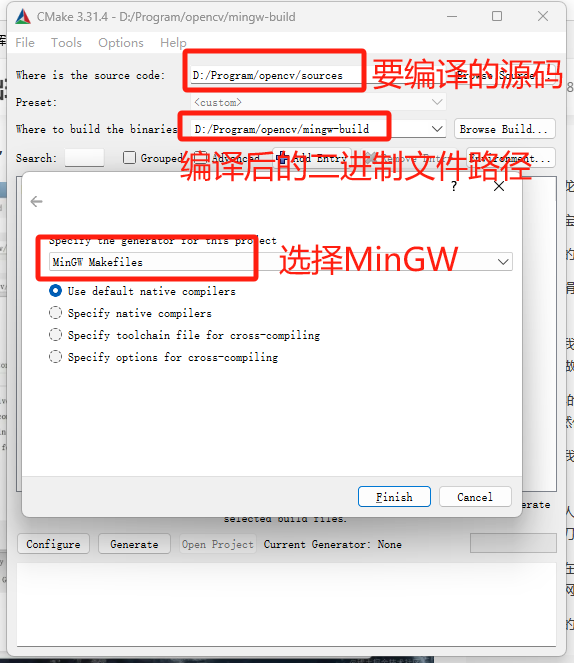 CMake 3.31.4 - D:/Program/opencv/mingw-build
File Tools Options Help
Where is the source code: D:/Program/opencv/sources
要编译的源码
Preset: <custom>
Where to build the binaries D:/Program/opencv/mingw-build Browse Build...
Search: Grouped Advanced Add Entry
编译后的二进制文件路径
Specify the generator for this project
MinGW Makefiles
选择MinGW
Use default native compilers
Specify native compilers
Specify toolchain file for cross-compiling
Specify options for cross-compiling
Finish Cancel
selected build files.
Configure Generate Open Project Current Generator: None